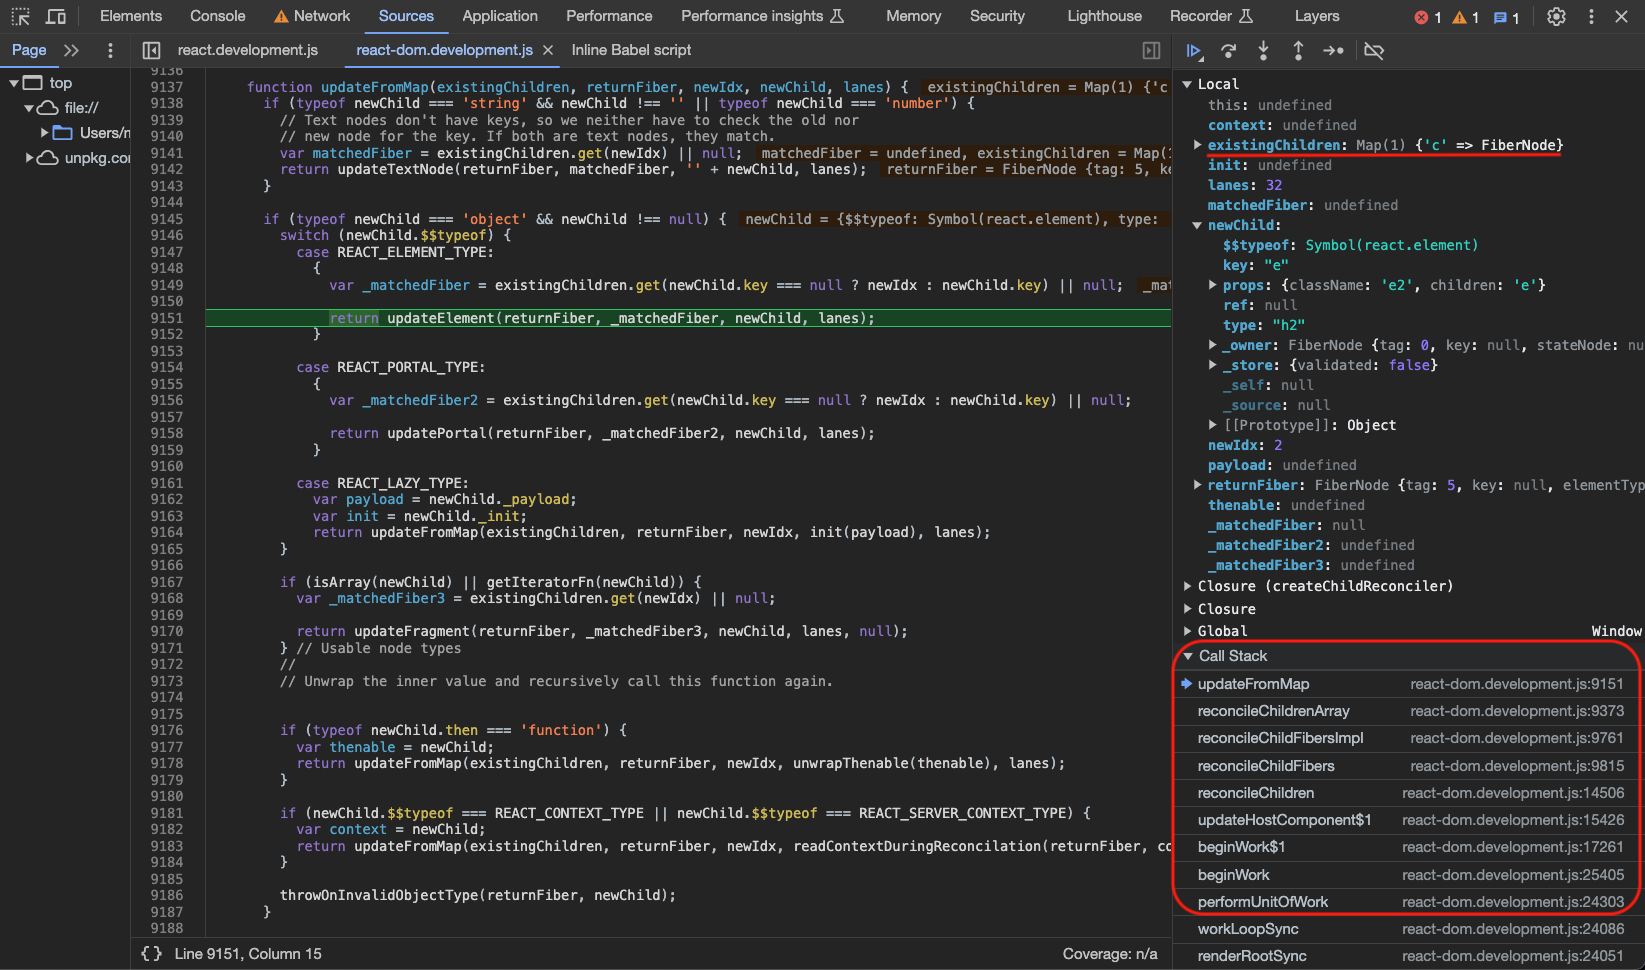 Elements Console Network Sources Application Performance Performance insights Memory Security Lighthouse Recorder Layers 1 1 1
Page react.development.js react-dom.development.js Inline Babel script
top
file://
Users/n
unpkg.cor
9136
9137 function updateFromMap(existingChildren, returnFiber, newIdx, newChild, lanes) { existingChildren = Map(1) {'c
9138 if (typeof newChild === 'string' && newChild !== '' || typeof newChild === 'number') {
9139 // Text nodes don't have keys, so we neither have to check the old nor
9140 // new node for the key. If both are text nodes, they match.
9141 var matchedFiber = existingChildren.get(newIdx) || null; matchedFiber = undefined, existingChildren = Map(1
9142 return updateTextNode(returnFiber, matchedFiber, '' + newChild, lanes); returnFiber = FiberNode {tag: 5, ke
9143 }
9144
9145 if (typeof newChild === 'object' && newChild !== null) { newChild = {$$typeof: Symbol(react.element), type:
9146 switch (newChild.$$typeof) {
9147 case REACT_ELEMENT_TYPE:
9148 {
9149 var _matchedFiber = existingChildren.get(newChild.key === null ? newIdx : newChild.key) || null; _mat
9150
9151 return updateElement(returnFiber, _matchedFiber, newChild, lanes);
9152 }
9153
9154 case REACT_PORTAL_TYPE:
9155 {
9156 var _matchedFiber2 = existingChildren.get(newChild.key === null ? newIdx : newChild.key) || null;
9157
9158 return updatePortal(returnFiber, _matchedFiber2, newChild, lanes);
9159 }
9160
9161 case REACT_LAZY_TYPE:
9162 var payload = newChild._payload;
9163 var init = newChild._init;
9164 return updateFromMap(existingChildren, returnFiber, newIdx, init(payload), lanes);
9165 }
9166
9167 if (isArray(newChild) || getIteratorFn(newChild)) {
9168 var _matchedFiber3 = existingChildren.get(newIdx) || null;
9169
9170 return updateFragment(returnFiber, _matchedFiber3, newChild, lanes, null);
9171 } // Usable node types
9172 //
9173 // Unwrap the inner value and recursively call this function again.
9174
9175
9176 if (typeof newChild.then === 'function') {
9177 var thenable = newChild;
9178 return updateFromMap(existingChildren, returnFiber, newIdx, unwrapThenable(thenable), lanes);
9179 }
9180
9181 if (newChild.$$typeof === REACT_CONTEXT_TYPE || newChild.$$typeof === REACT_SERVER_CONTEXT_TYPE) {
9182 var context = newChild;
9183 return updateFromMap(existingChildren, returnFiber, newIdx, readContextDuringReconcilation(returnFiber, co
9184 }
9185
9186 throwOnInvalidObjectType(returnFiber, newChild);
9187 }
9188
{} Line 9151, Column 15 Coverage: n/a
Local
this: undefined
context: undefined
existingChildren: Map(1) {'c' => FiberNode}
init: undefined
lanes: 32
matchedFiber: undefined
newChild:
$$typeof: Symbol(react.element)
key: "e"
props: {className: 'e2', children: 'e'}
ref: null
type: "h2"
_owner: FiberNode {tag: 0, key: null, stateNode: nu
_store: {validated: false}
_self: null
_source: null
[[Prototype]]: Object
newIdx: 2
payload: undefined
returnFiber: FiberNode {tag: 5, key: null, elementTyp
thenable: undefined
_matchedFiber: null
_matchedFiber2: undefined
_matchedFiber3: undefined
Closure (createChildReconciler)
Closure
Global Window
Call Stack
updateFromMap react-dom.development.js:9151
reconcileChildrenArray react-dom.development.js:9373
reconcileChildFibersImpl react-dom.development.js:9761
reconcileChildFibers react-dom.development.js:9815
reconcileChildren react-dom.development.js:14506
updateHostComponent$1 react-dom.development.js:15426
beginWork$1 react-dom.development.js:17261
beginWork react-dom.development.js:25405
performUnitOfWork react-dom.development.js:24303
workLoopSync react-dom.development.js:24086
renderRootSync react-dom.development.js:24051